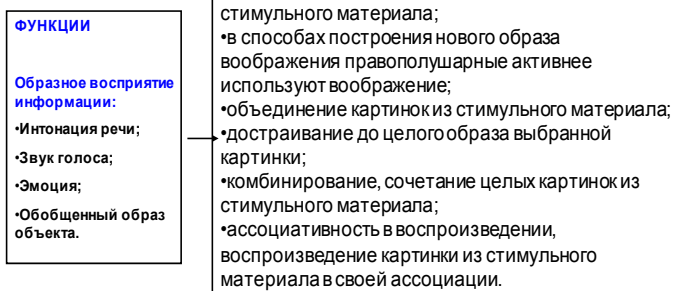 ФУНКЦИИ
Образное восприятие
информации:
•Интонация речи;
•Звук голоса;
•Эмоция;
•Обобщенный образ
объекта.
стимульного материала;
•в способах построения нового образа
воображения правополушарные активнее
используют воображение;
•объединение картинок из стимульного материала;
•достраивание до целого образа выбранной
картинки;
•комбинирование, сочетание целых картинок из
стимульного материала;
•ассоциативность в воспроизведении,
воспроизведение картинки из стимульного
материала в своей ассоциации.